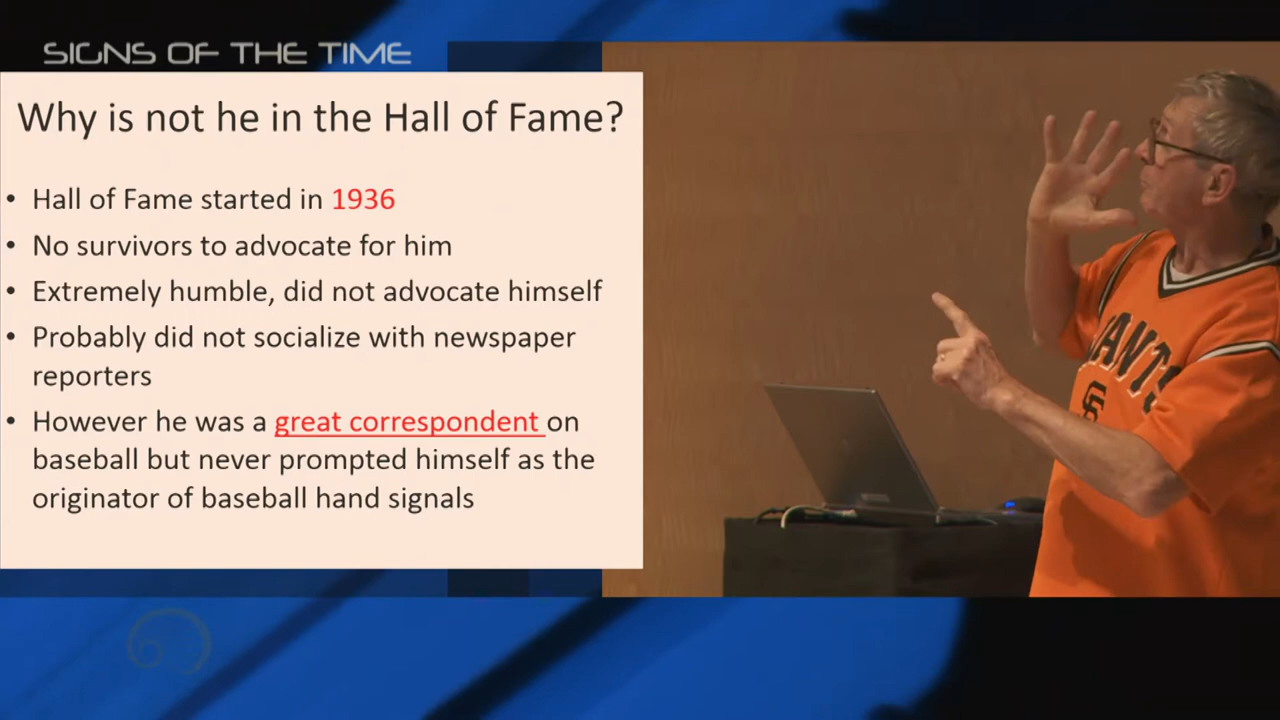 SIGNS OF THE TIME
Why is not he in the Hall of Fame?
• Hall of Fame started in 1936
• No survivors to advocate for him
• Extremely humble, did not advocate himself
• Probably did not socialize with newspaper
reporters
• However he was a great correspondent on
baseball but never prompted himself as the
originator of baseball hand signals
ANTS
SF